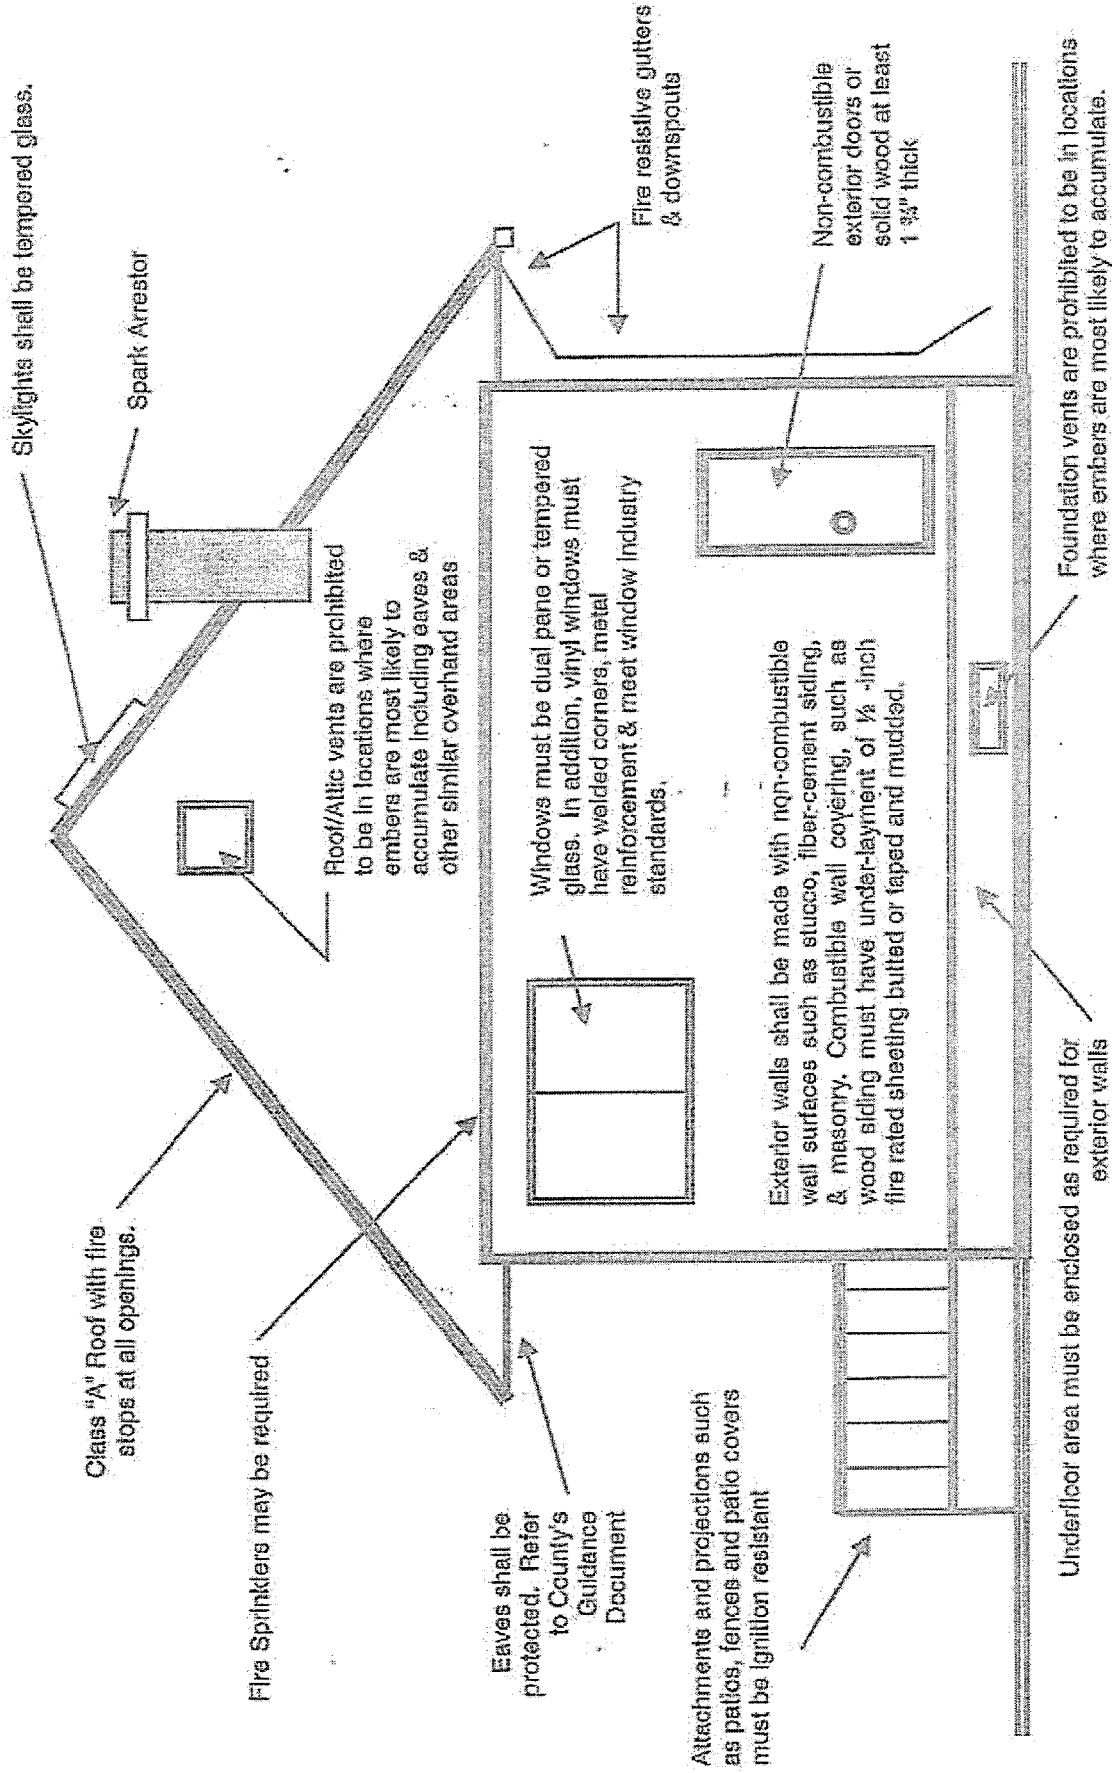 Skylights shall be tempered glass.
Spark Arrestor
Class "A" Roof with fire
stops at all openings.
Fire Sprinklers may be required
Roof/Attic vents are prohibited
to be in locations where
embers are most likely to
accumulate including eaves &
other similar overhand areas
Fire resistive gutters
& downspouts
Eaves shall be
protected. Refer
to County's
Guidance
Document
Windows must be dual pane or tempered
glass. In addition, vinyl windows must
have welded corners, metal
reinforcement & meet window industry
standards.
Non-combustible
exterior doors or
solid wood at least
1 ¾" thick
Attachments and projections such
as patios, fences and patio covers
must be ignition resistant
Exterior walls shall be made with non-combustible
wall surfaces such as stucco, fiber-cement siding,
& masonry. Combustible wall covering, such as
wood siding must have under-layment of ½ -inch
fire rated sheeting butted or taped and mudded.
Underfloor area must be enclosed as required for
exterior walls
Foundation vents are prohibited to be in locations
where embers are most likely to accumulate.